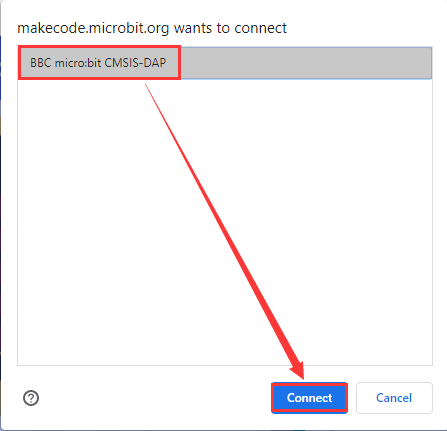 makecode.microbit.org wants to connect
BBC micro:bit CMSIS-DAP
Connect
Cancel